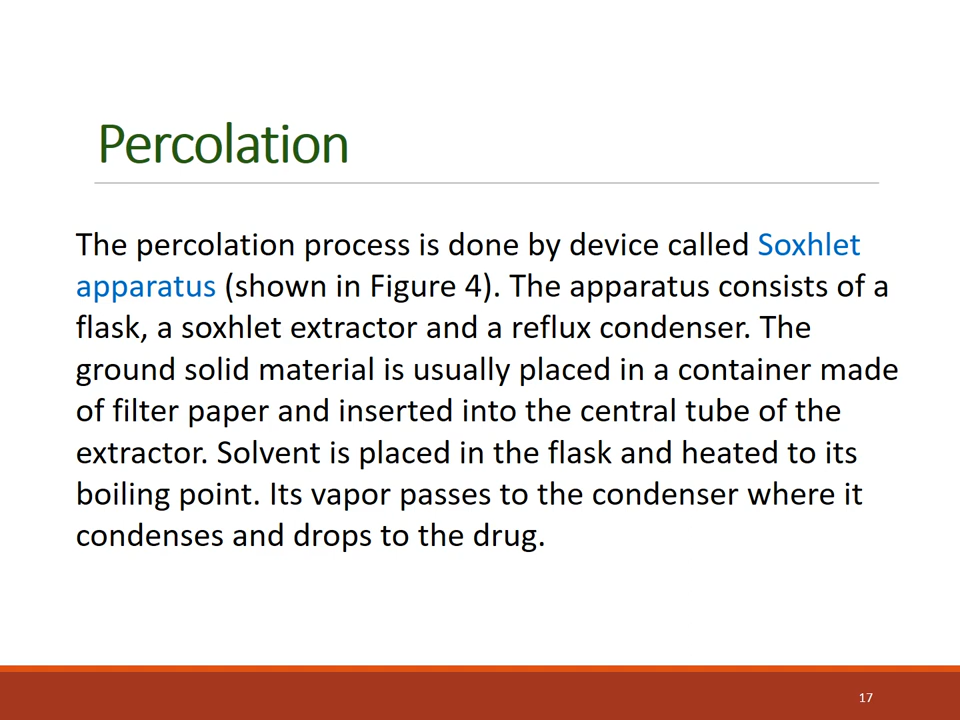 Percolation
The percolation process is done by device called Soxhlet
apparatus (shown in Figure 4). The apparatus consists of a
flask, a soxhlet extractor and a reflux condenser. The
ground solid material is usually placed in a container made
of filter paper and inserted into the central tube of the
extractor. Solvent is placed in the flask and heated to its
boiling point. Its vapor passes to the condenser where it
condenses and drops to the drug.
17